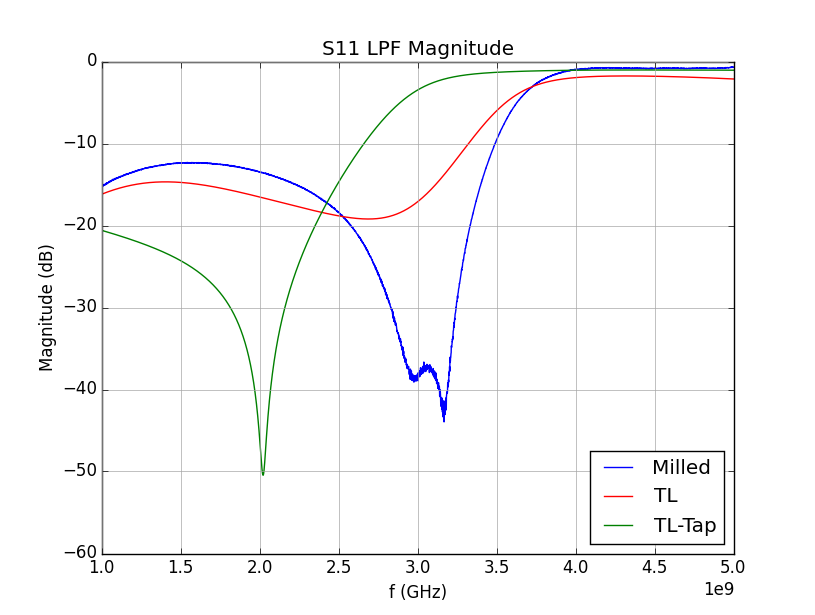 S11 LPF Magnitude
Magnitude (dB)
0
−10
−20
−30
−40
−50
−60
1.0 1.5 2.0 2.5 3.0 3.5 4.0 4.5 5.0
1e9
f (GHz)
Milled
TL
TL-Tap